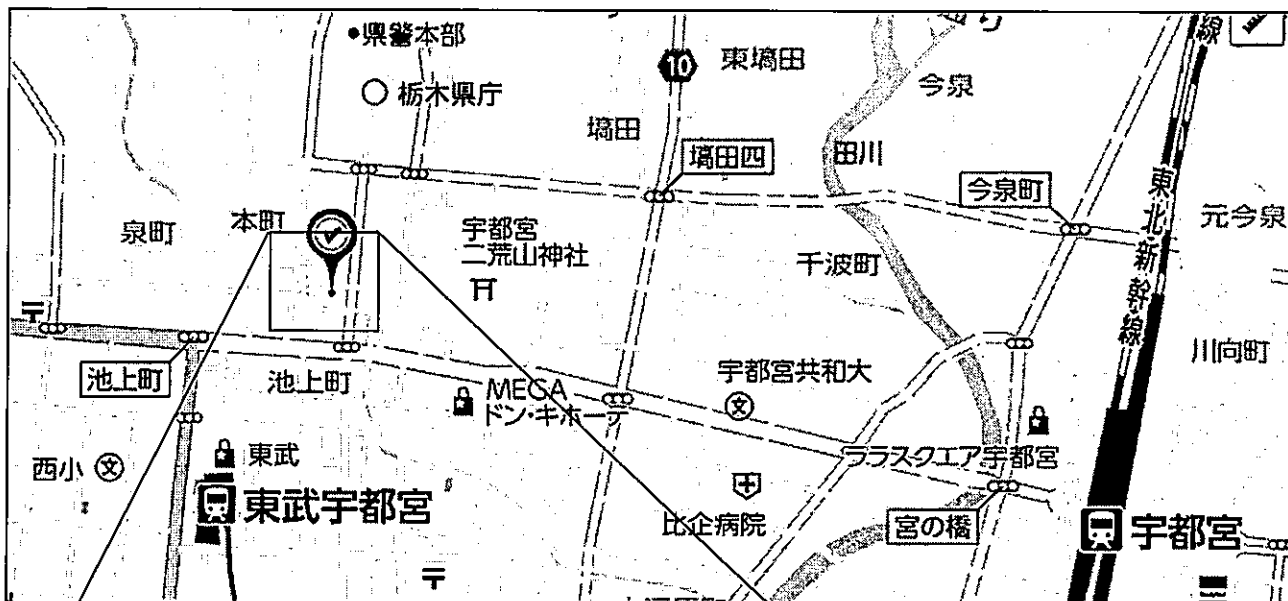 県警本部
栃木県庁
10
東塙田
今泉
塙田
塙田四
田川
今泉町
東北新幹線
元今泉
泉町
本町
宇都宮
二荒山神社
千波町
川向町
池上町
池上町
MEGA
ドン・キホーテ
宇都宮共和大
文
ララスクエア宇都宮
西小
文
東武
東武宇都宮
比企病院
宮の橋
宇都宮
線